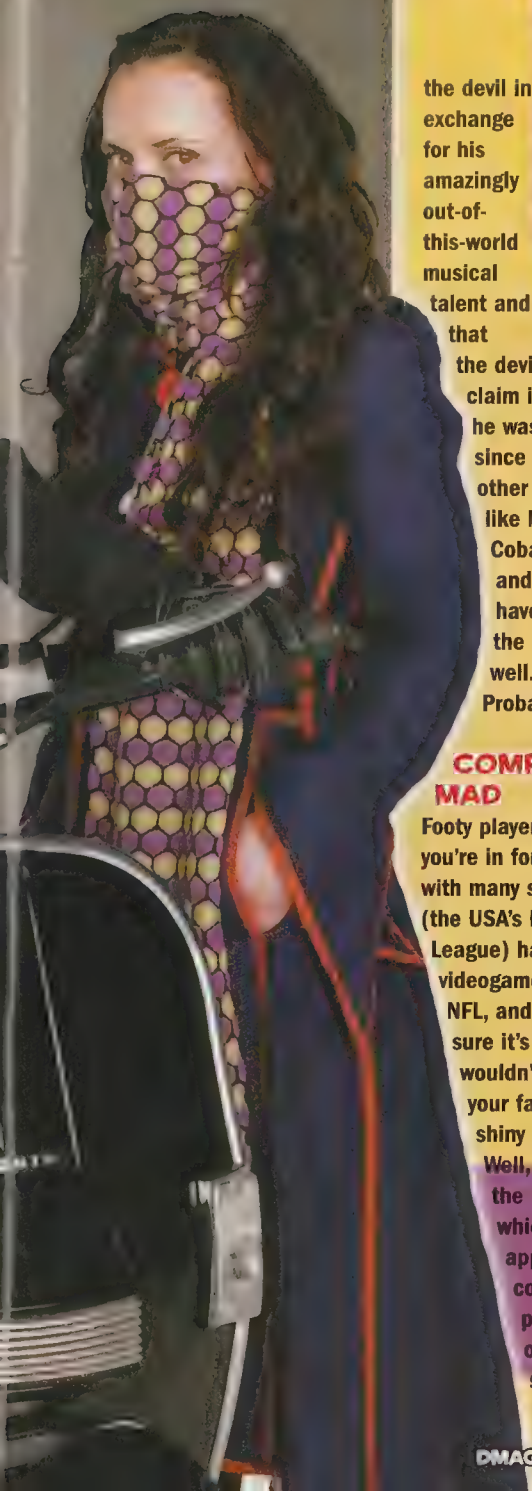 the devil in
exchange
for his
amazingly
out-of-
this-world
musical
talent and
that
the devi
claim i
he was
since
other
like
Coba
and
have
the
well.
Proba
COMP
MAD
Footy player
you're in for
with many s
(the USA's
League) ha
videogame
NFL, and
sure it's
wouldn'
your fa
shiny
Well,
the
whi
app
co
p
o
s
DMAG